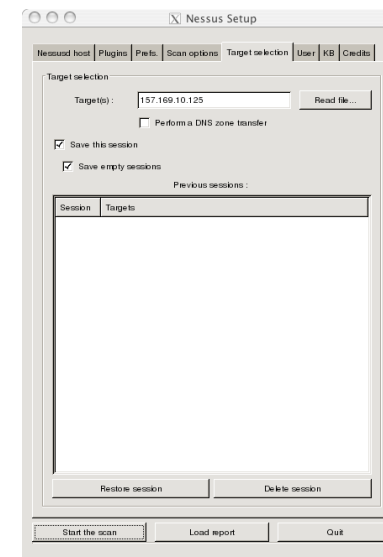 Nessus Setup
Nessusd host Plugins Prefs. Scan options Target selection User KB Credits
Target selection
Target(s) : 157.169.10.125 Read file...
Perform a DNS zone transfer
Save this session
Save empty sessions
Previous sessions :
Session Targets
Restore session Delete session
Start the scan Load report Quit